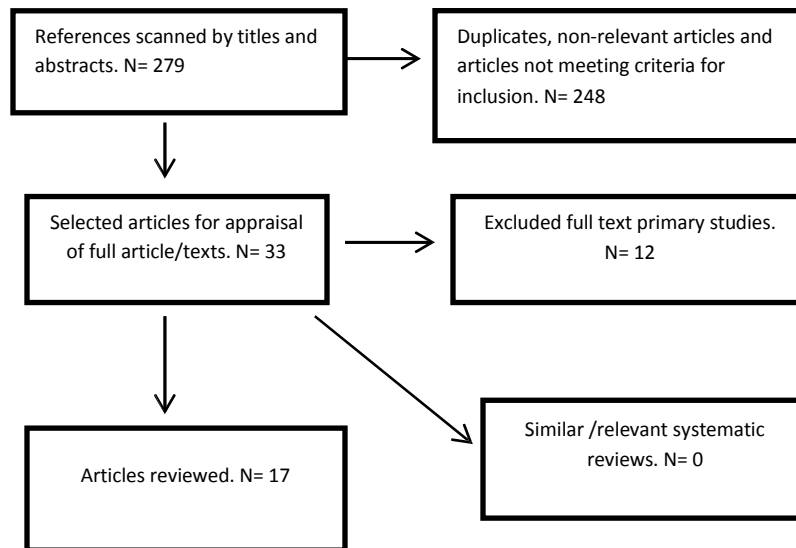 References scanned by titles and
abstracts. N= 279
Duplicates, non-relevant articles and
articles not meeting criteria for
inclusion. N= 248
Selected articles for appraisal
of full article/texts. N= 33
Excluded full text primary studies.
N= 12
Similar /relevant systematic
reviews. N= 0
Articles reviewed. N= 17